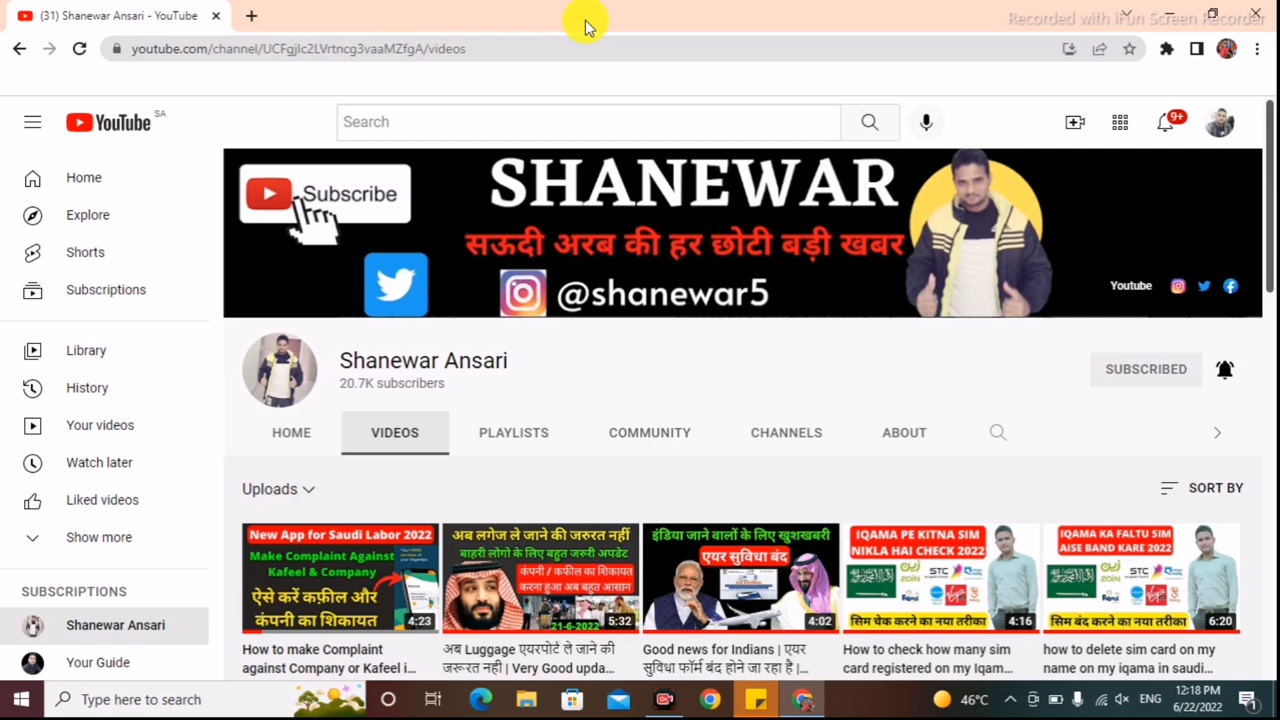 (31) Shanewar Ansari - YouTube
Recorded with iFun Screen Recorder
youtube.com/channel/UCFgjlc2LVrtncg3vaaMZfgA/videos
YouTube SA
Search
9+
Home
Explore
Shorts
Subscriptions
Library
History
Your videos
Watch later
Liked videos
Show more
SUBSCRIPTIONS
Shanewar Ansari
Your Guide
Subscribe
SHANEWAR
सऊदी अरब की हर छोटी बड़ी खबर
@shanewar5
Youtube
Shanewar Ansari
20.7K subscribers
SUBSCRIBED
HOME
VIDEOS
PLAYLISTS
COMMUNITY
CHANNELS
ABOUT
Uploads
SORT BY
New App for Saudi Labor 2022
Make Complaint Against
Kafeel & Company
ऐसे करें कफ़ील और
कंपनी का शिकायत
4:23
How to make Complaint
against Company or Kafeel i...
अब लगेज ले जाने की जरुरत नहीं
बाहरी लोगो के लिए बहुत जरुरी अपडेट
कंपनी / कफील का शिकायत
करना हुआ अब बहुत आसान
21-6-2022
5:32
अब Luggage एयरपोर्ट ले जाने की
जरूरत नही | Very Good upda...
इंडिया जाने वालों के लिए खुशखबरी
एयर सुविधा बंद
4:02
Good news for Indians | एयर
सुविधा फॉर्म बंद होने जा रहा है |
IQAMA PE KITNA SIM
NIKLA HAI CHECK 2022
zain
STC
Virgin
सिम चेक करने का नया तरीका
4:16
How to check how many sim
card registered on my Iqam...
IQAMA KA FALTU SIM
AISE BAND KARE 2022
zain
STC
Virgin
सिम बंद करने का नया तरीका
6:20
how to delete sim card on my
name on my iqama in saudi...
Type here to search
46°C
ENG
12:18 PM
6/22/2022
1